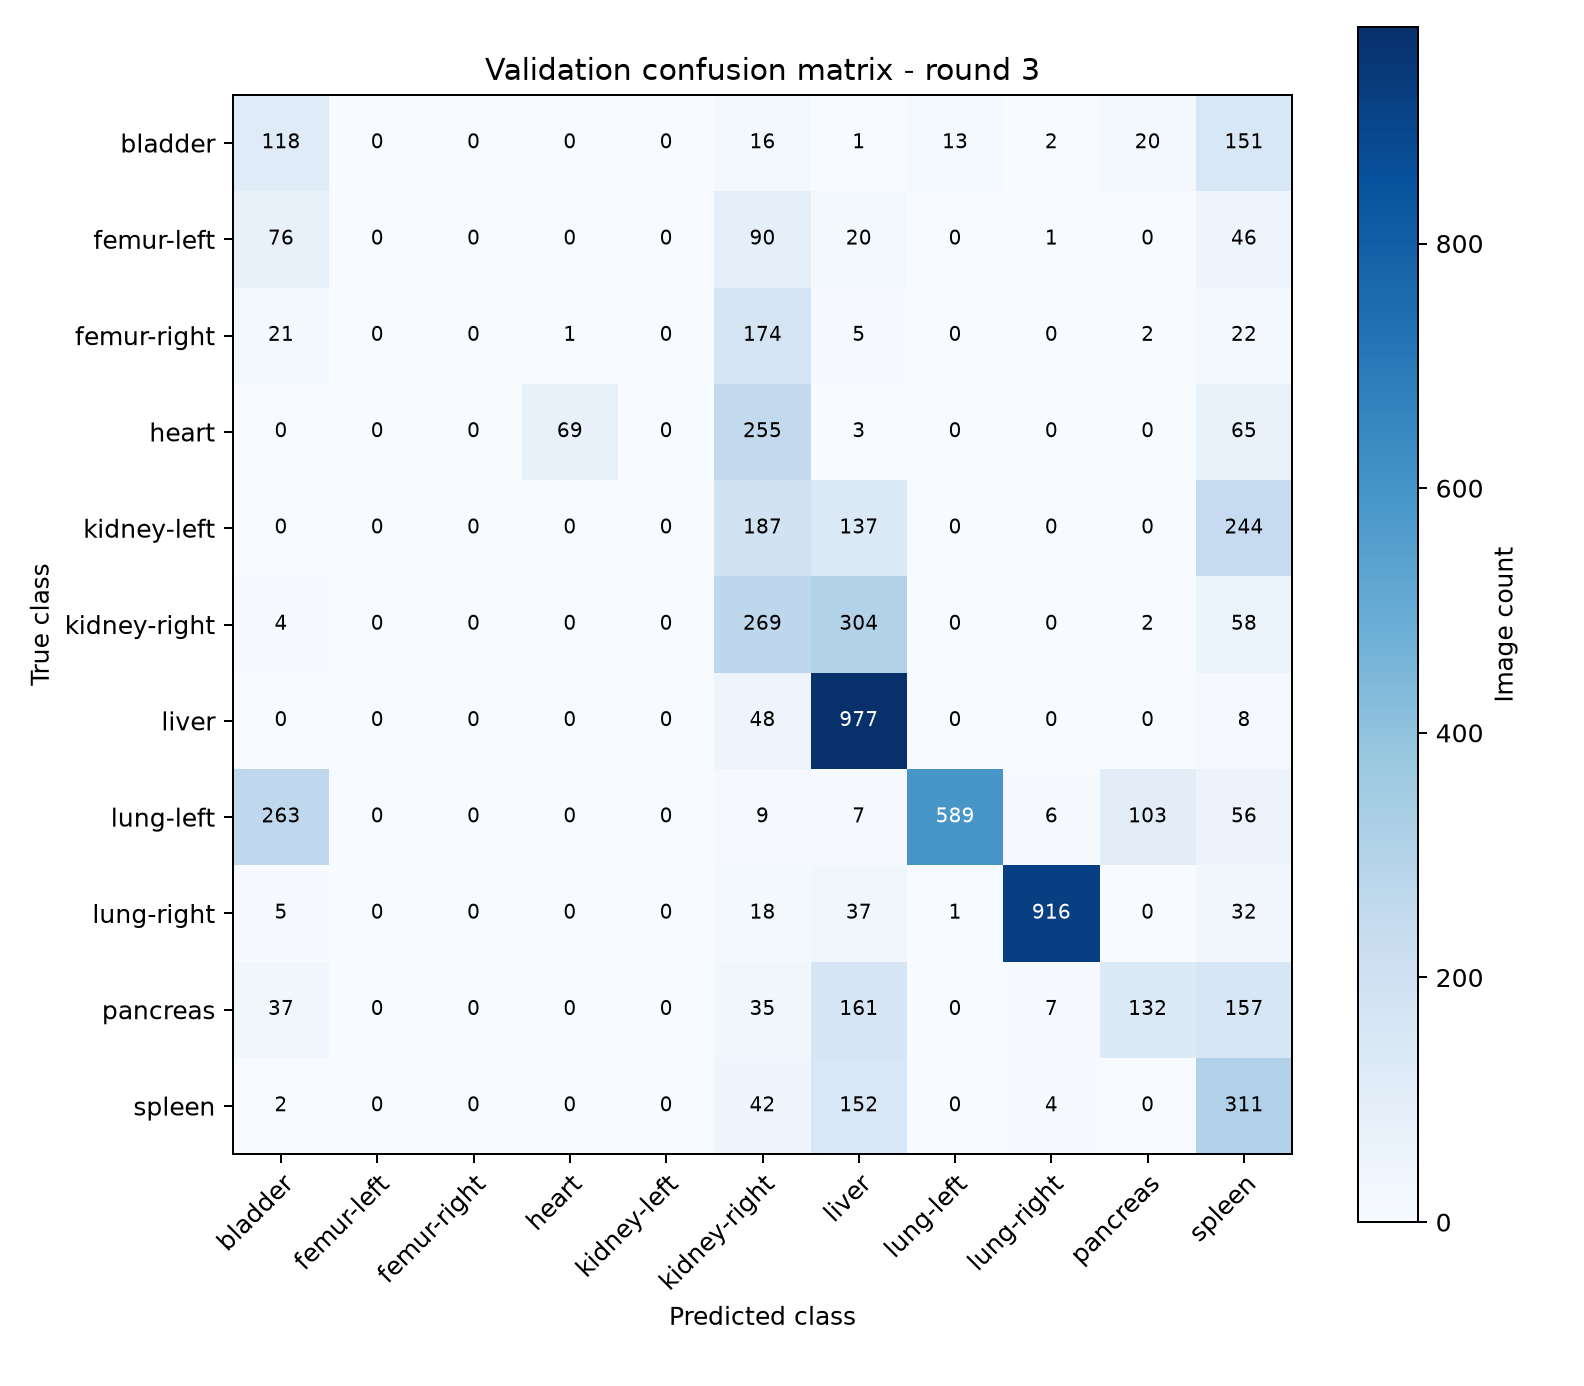 Validation confusion matrix - round 3
True class
bladder 118 0 0 0 0 16 1 13 2 20 151
femur-left 76 0 0 0 0 90 20 0 1 0 46
femur-right 21 0 0 1 0 174 5 0 0 2 22
heart 0 0 0 69 0 255 3 0 0 0 65
kidney-left 0 0 0 0 0 187 137 0 0 0 244
kidney-right 4 0 0 0 0 269 304 0 0 2 58
liver 0 0 0 0 0 48 977 0 0 0 8
lung-left 263 0 0 0 0 9 7 589 6 103 56
lung-right 5 0 0 0 0 18 37 1 916 0 32
pancreas 37 0 0 0 0 35 161 0 7 132 157
spleen 2 0 0 0 0 42 152 0 4 0 311
bladder femur-left femur-right heart kidney-left kidney-right liver lung-left lung-right pancreas spleen
Predicted class
800
600
400
200
0
Image count